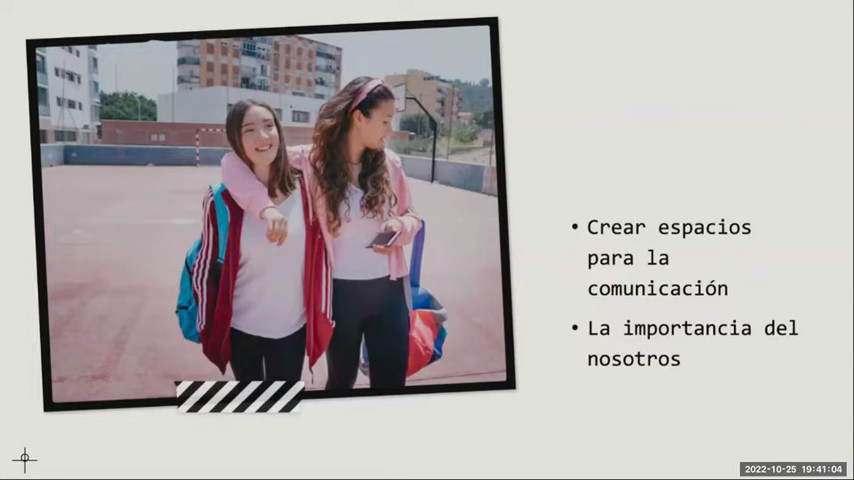 • Crear espacios
para la
comunicación
• La importancia del
nosotros
2022-10-25 19:41:04